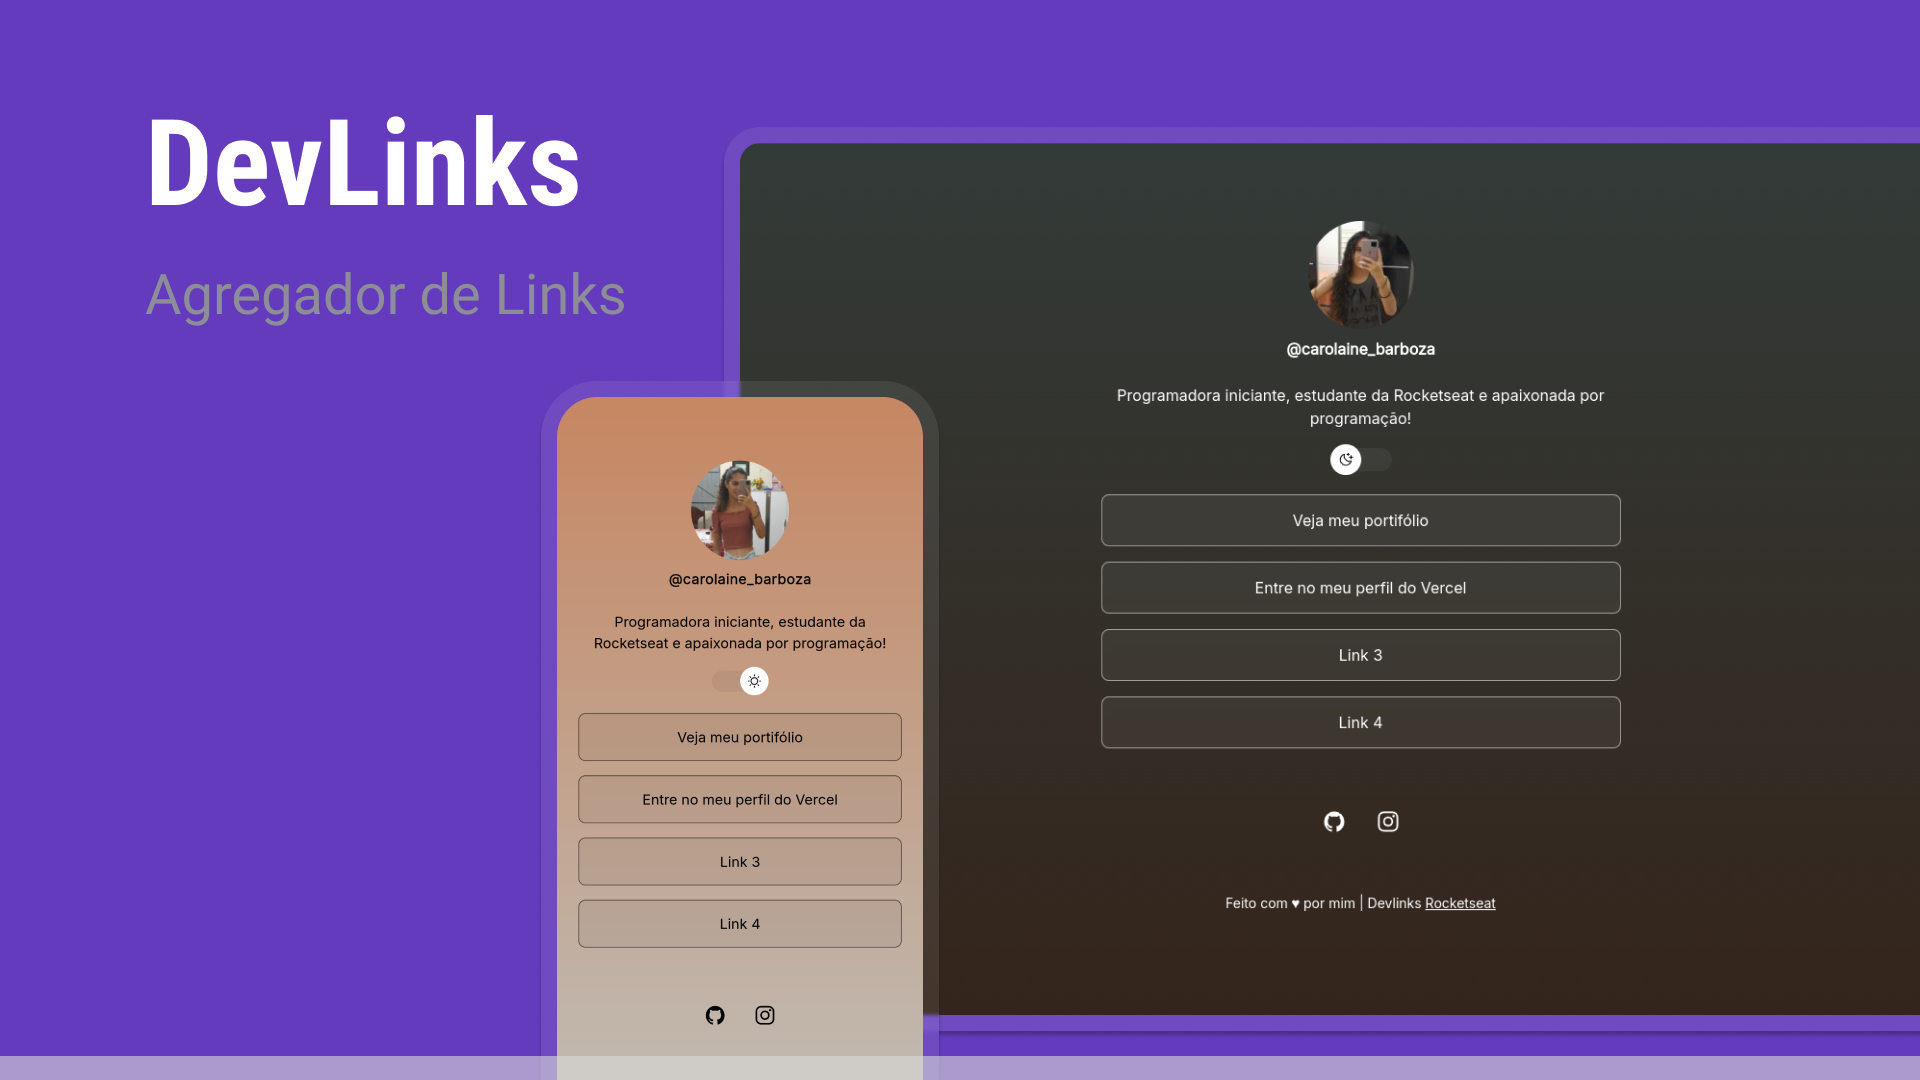 DevLinks
Agregador de Links
@carolaine_barboza
Programadora iniciante, estudante da
Rocketseat e apaixonada por programação!
Veja meu portifólio
Entre no meu perfil do Vercel
Link 3
Link 4
@carolaine_barboza
Programadora iniciante, estudante da Rocketseat e apaixonada por
programação!
Veja meu portifólio
Entre no meu perfil do Vercel
Link 3
Link 4
Feito com ♥ por mim | Devlinks Rocketseat